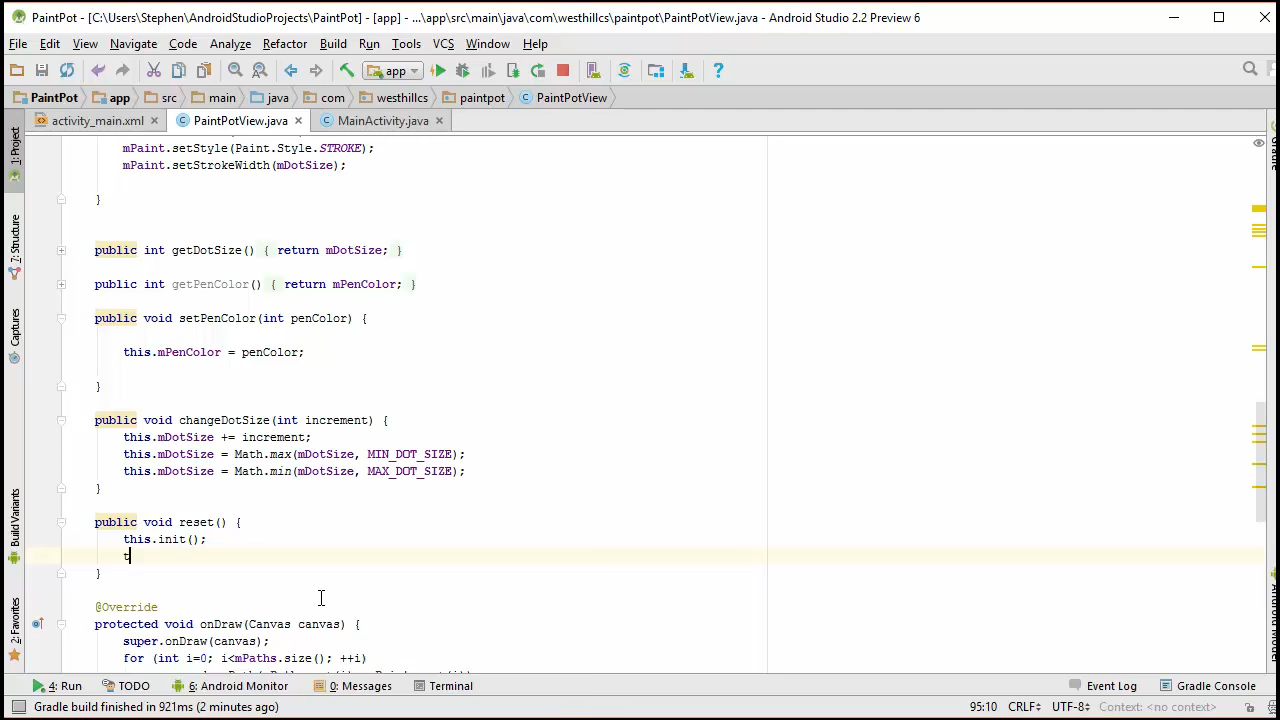 PaintPot - [C:\Users\Stephen\AndroidStudioProjects\PaintPot] - [app] - ...\app\src\main\java\com\westhillcs\paintpot\PaintPotView.java - Android Studio 2.2 Preview 6
File Edit View Navigate Code Analyze Refactor Build Run Tools VCS Window Help
app
PaintPot app src main java com westhillcs paintpot PaintPotView
activity_main.xml PaintPotView.java MainActivity.java
1: Project
7: Structure
Captures
Build Variants
2: Favorites
mPaint.setStyle(Paint.Style.STROKE);
mPaint.setStrokeWidth(mDotSize);
}
public int getDotSize() { return mDotSize; }
public int getPenColor() { return mPenColor; }
public void setPenColor(int penColor) {
this.mPenColor = penColor;
}
public void changeDotSize(int increment) {
this.mDotSize += increment;
this.mDotSize = Math.max(mDotSize, MIN_DOT_SIZE);
this.mDotSize = Math.min(mDotSize, MAX_DOT_SIZE);
}
public void reset() {
this.init();
t
}
@Override
protected void onDraw(Canvas canvas) {
super.onDraw(canvas);
for (int i=0; i<mPaths.size(); ++i)
4: Run TODO 6: Android Monitor 0: Messages Terminal Event Log Gradle Console
Gradle build finished in 921ms (2 minutes ago) 95:10 CRLF UTF-8 Context: <no context>